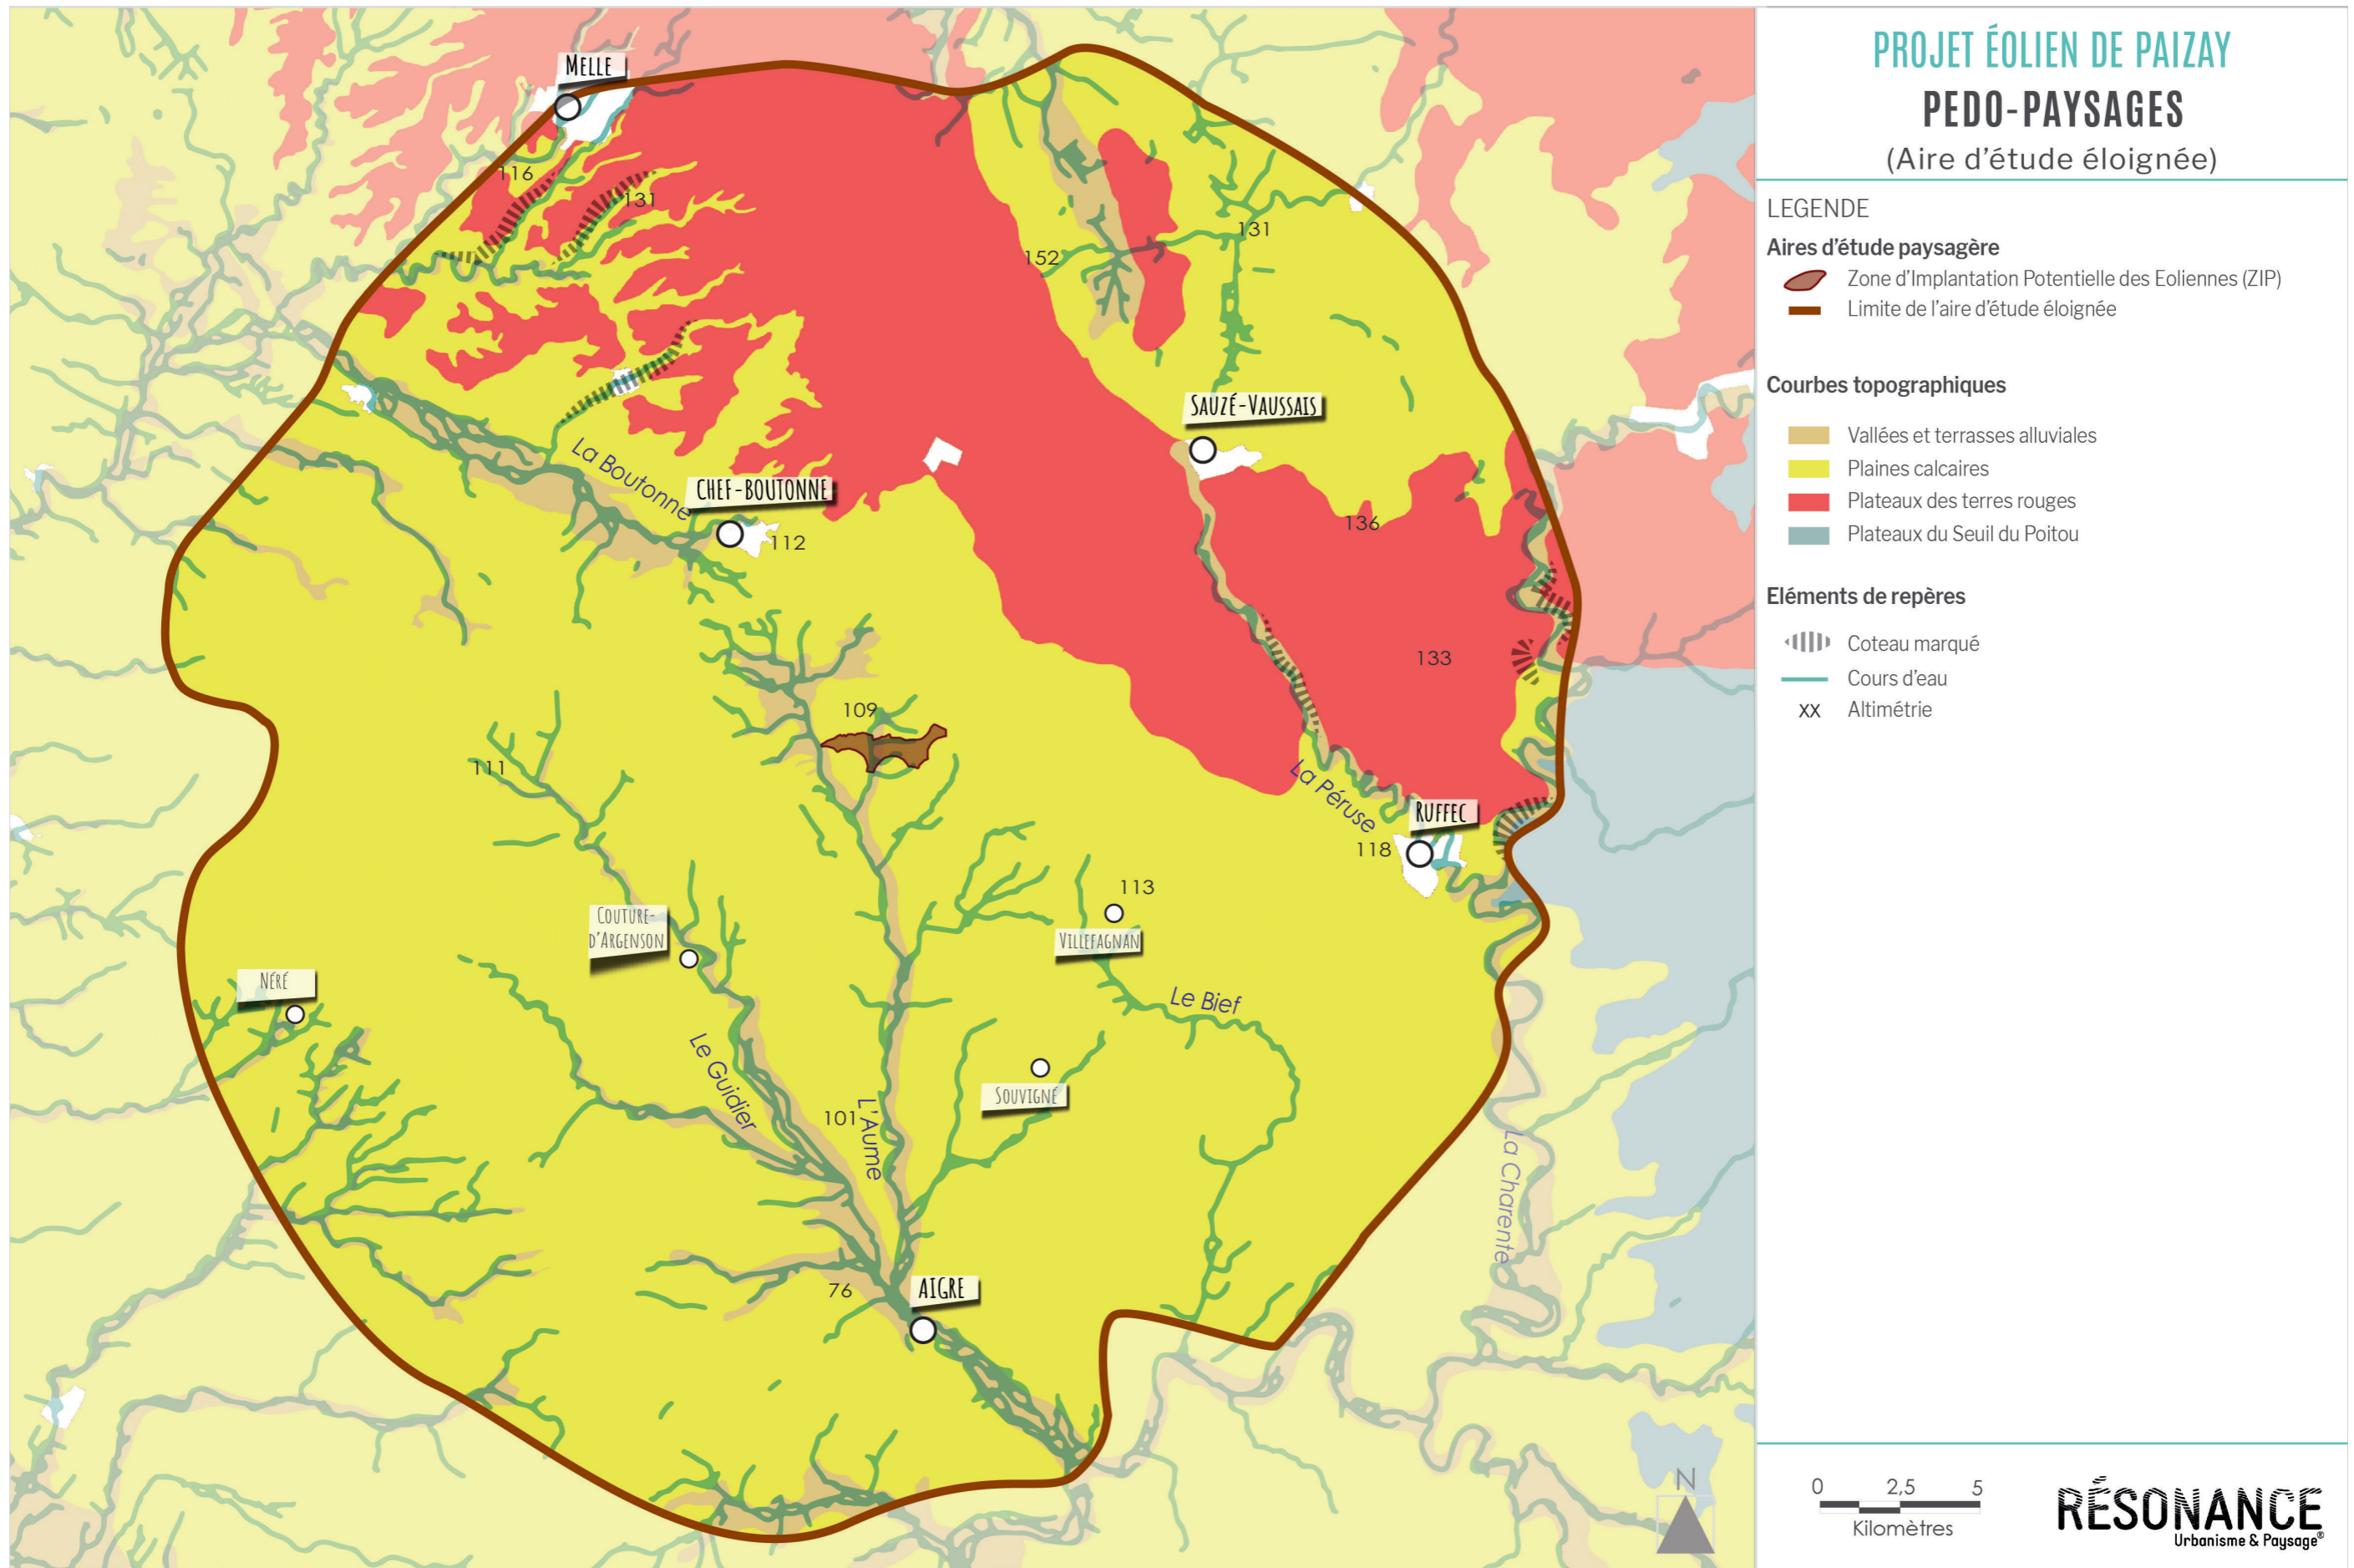 MELLE
116
131
131
152
SAUZÉ-VAUSSAIS
La Boutonne
CHEF-BOUTONNE
112
136
133
109
111
La Péruse
RUFFEC
118
113
COUTURE-
D'ARGENSON
VILLEFAGNAN
NÉRÉ
Le Bief
Le Guidier
SOUVIGNÉ
101
L'Aume
La Charente
76
AIGRE
N
PROJET ÉOLIEN DE PAIZAY
PEDO-PAYSAGES
(Aire d'étude éloignée)
LEGENDE
Aires d'étude paysagère
Zone d'Implantation Potentielle des Eoliennes (ZIP)
Limite de l'aire d'étude éloignée
Courbes topographiques
Vallées et terrasses alluviales
Plaines calcaires
Plateaux des terres rouges
Plateaux du Seuil du Poitou
Eléments de repères
Coteau marqué
Cours d'eau
XX Altimétrie
0 2,5 5
Kilomètres
RÉSONANCE
Urbanisme & Paysage®